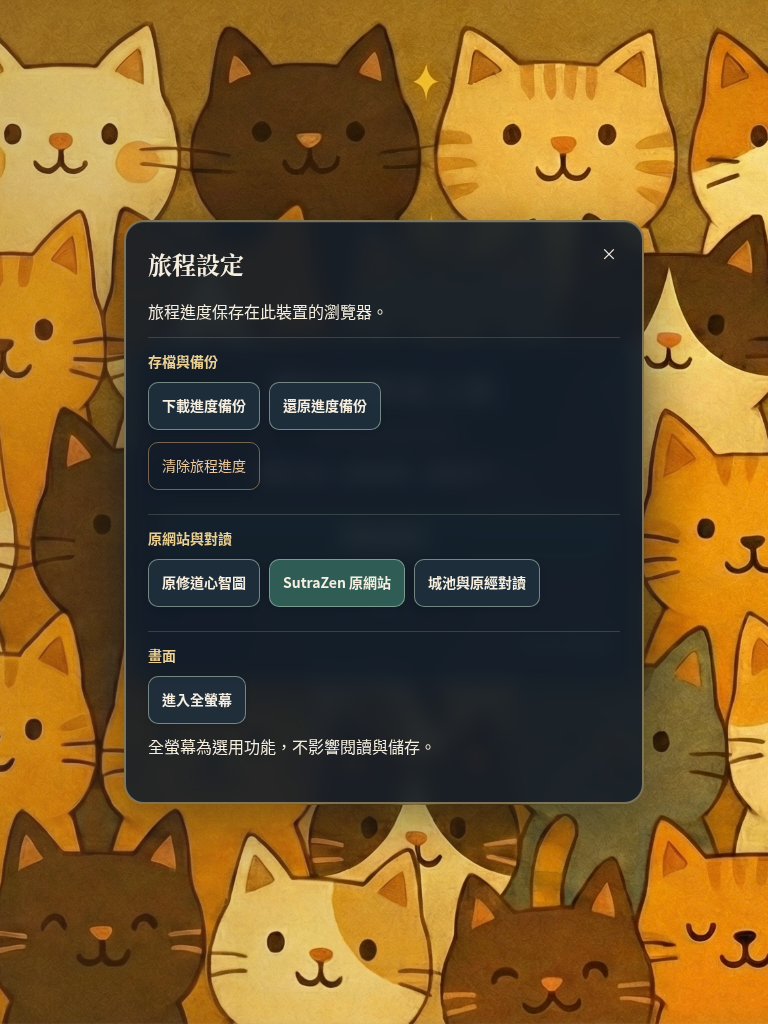 旅程設定
×
旅程進度保存在此裝置的瀏覽器。
存檔與備份
下載進度備份 還原進度備份
清除旅程進度
原網站與對讀
原修道心智圖 SutraZen 原網站 城池與原經對讀
畫面
進入全螢幕
全螢幕為選用功能，不影響閱讀與儲存。